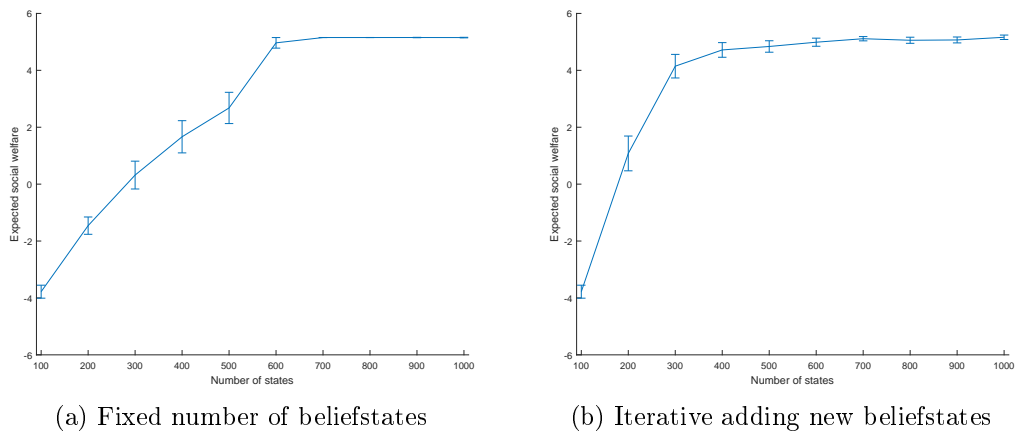 6
4
2
0
-2
-4
-6
Expected social welfare
100 200 300 400 500 600 700 800 900 1000
Number of states
(a) Fixed number of beliefstates
6
4
2
0
-2
-4
-6
Expected social welfare
100 200 300 400 500 600 700 800 900 1000
Number of states
(b) Iterative adding new beliefstates